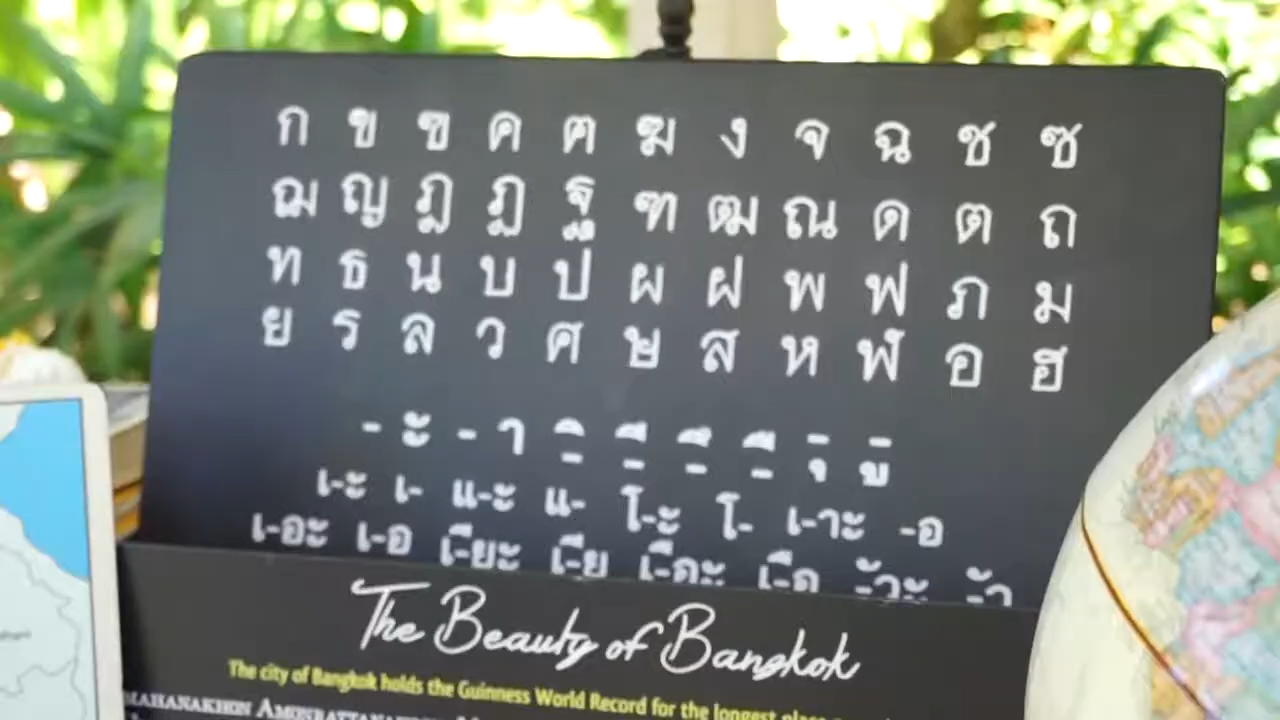 ก ข ฃ ค ฅ ฆ ง จ ฉ ช ซ
ฌ ญ ฎ ฏ ฐ ฑ ฒ ณ ด ต ถ
ท ธ น บ ป ผ ฝ พ ฟ ภ ม
ย ร ล ว ศ ษ ส ห ฬ อ ฮ
-ะ -า -ิ -ี -ึ -ื -ุ -ู
เ-ะ เ- แ-ะ แ- โ-ะ โ- เ-าะ -อ
เ-อะ เ-อ เ-ียะ เ-ีย เ-ือะ เ-ือ -ัวะ -ัว
The Beauty of Bangkok
The city of Bangkok holds the Guinness World Record for the longest place